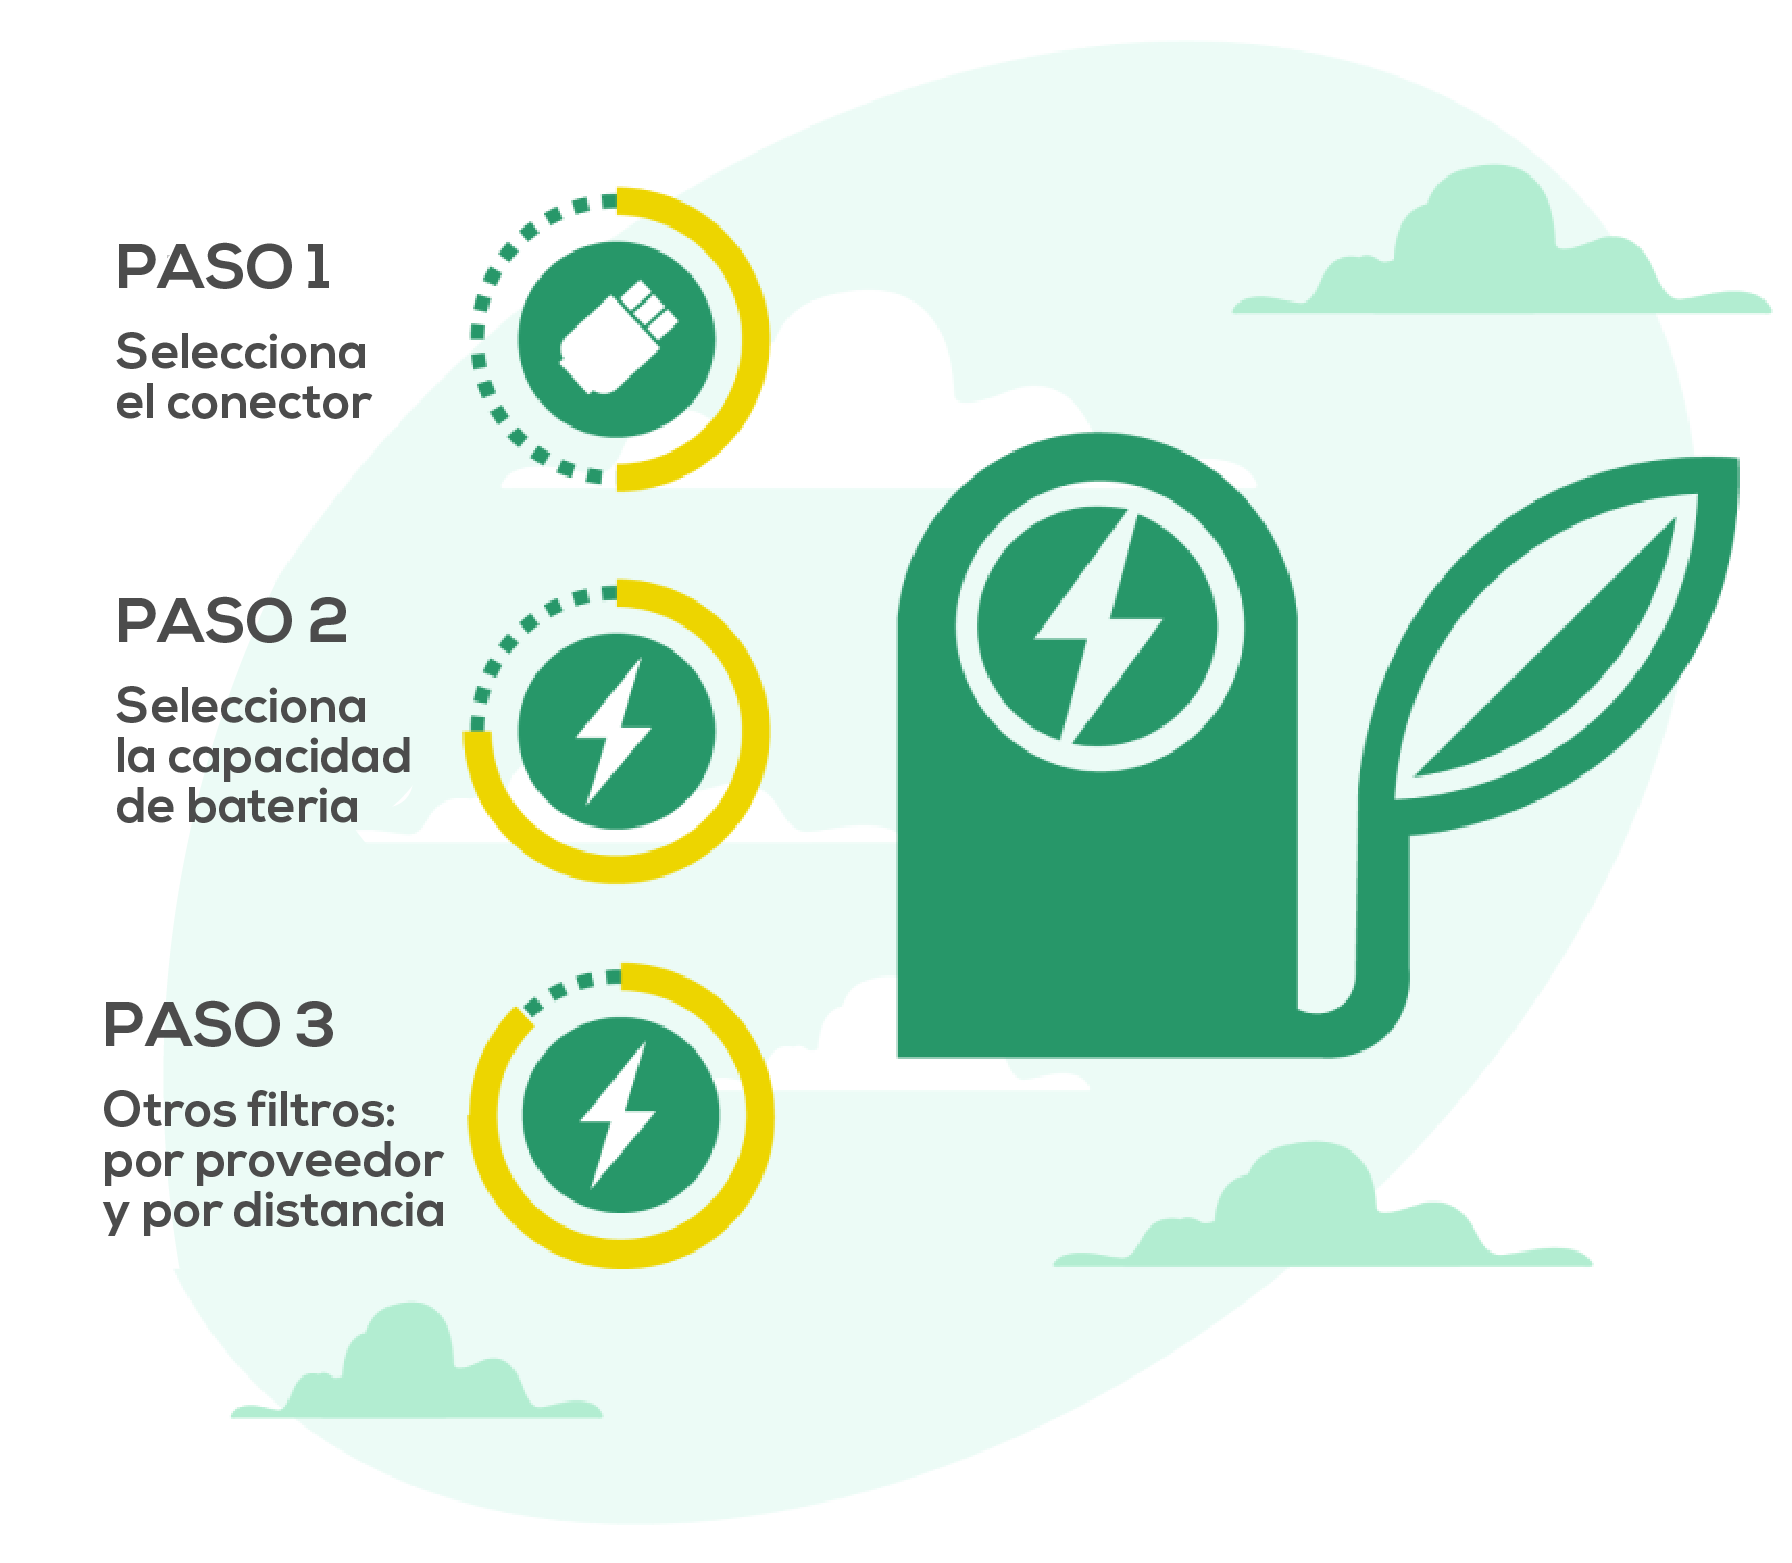 PASO 1
Selecciona
el conector
PASO 2
Selecciona
la capacidad
de bateria
PASO 3
Otros filtros:
por proveedor
y por distancia